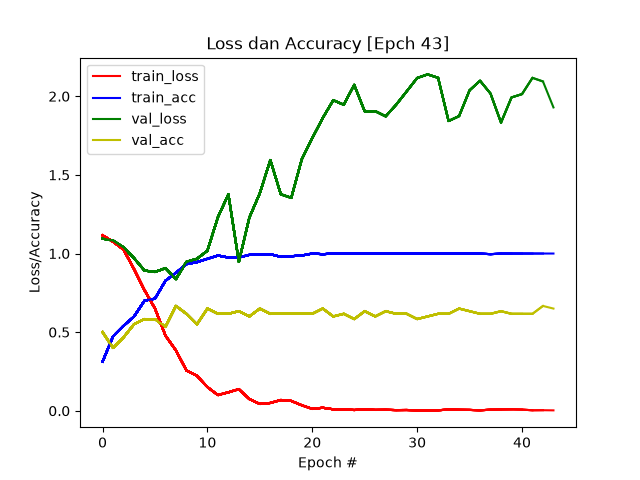 Loss dan Accuracy [Epch 43]
train_loss
train_acc
val_loss
val_acc
Loss/Accuracy
2.0
1.5
1.0
0.5
0.0
0 10 20 30 40
Epoch #